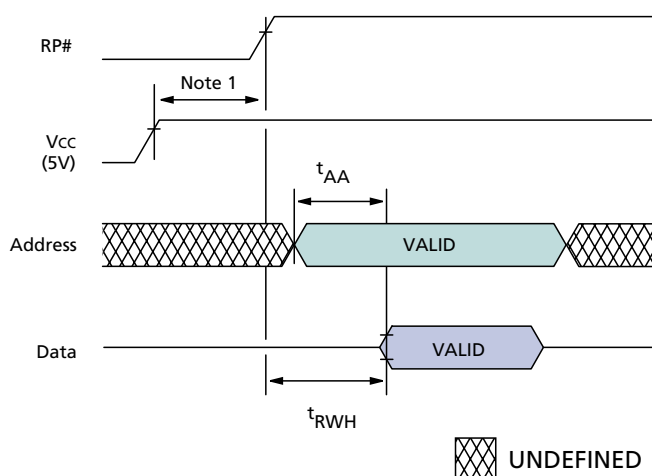 RP#
Note 1
VCC
(5V)
tAA
Address
VALID
Data
VALID
tRWH
UNDEFINED